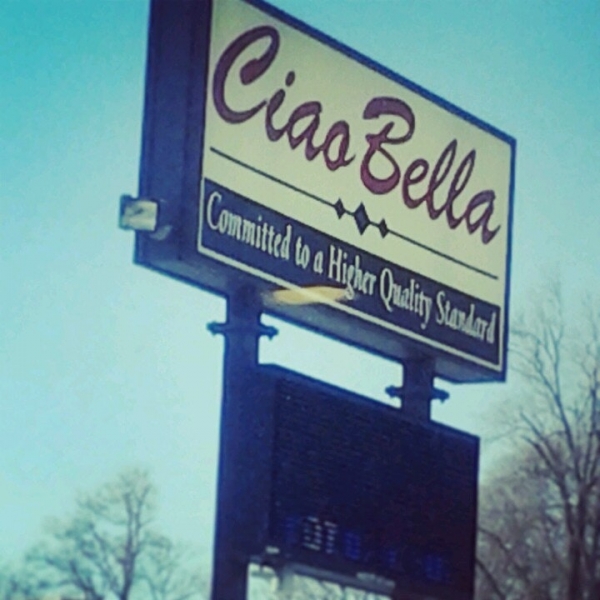 Ciao Bella
Committed to a Higher Quality Standard